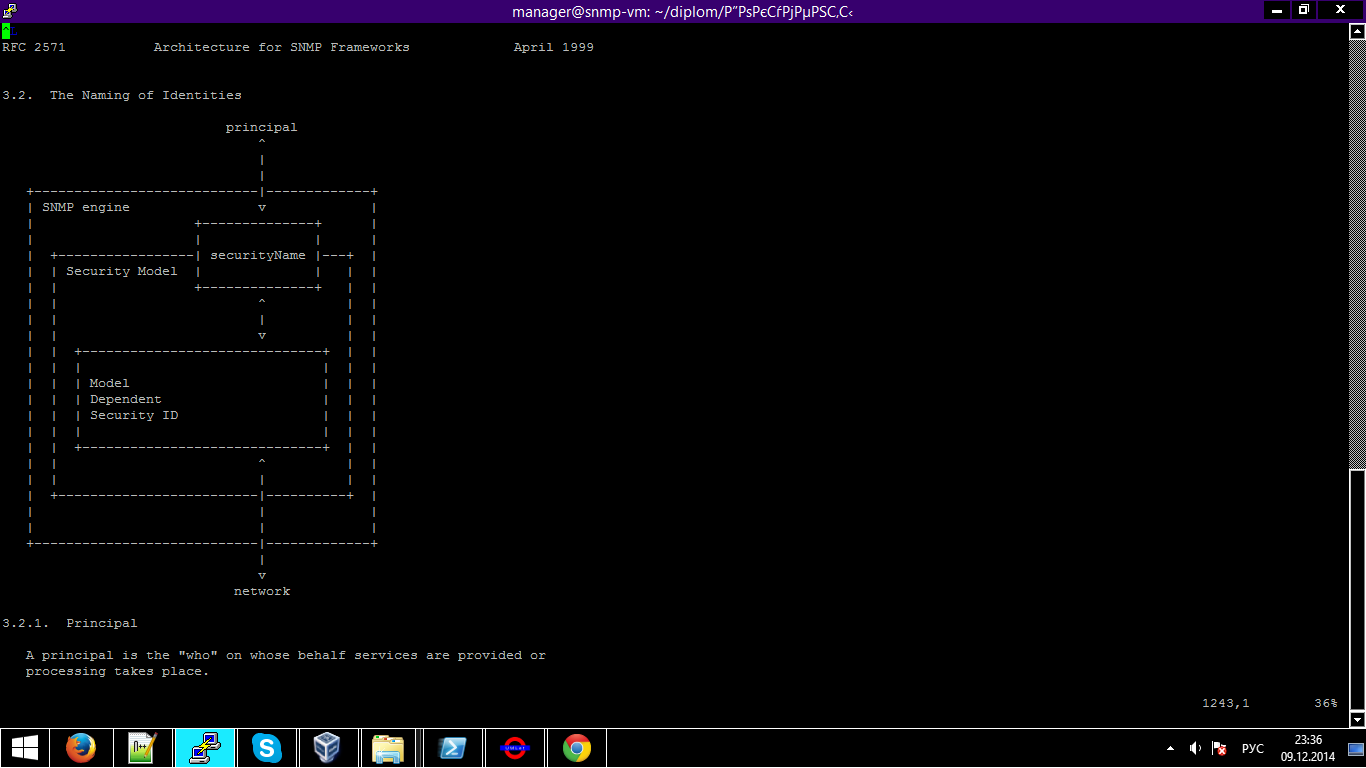 manager@snmp-vm: ~/diplom/Р”РѕРєСѓРјРµРЅС‚С‹
^L
RFC 2571           Architecture for SNMP Frameworks             April 1999
3.2.  The Naming of Identities
principal
SNMP engine
securityName
Security Model
Model
Dependent
Security ID
network
3.2.1.  Principal
A principal is the "who" on whose behalf services are provided or
processing takes place.
1243,1        36%
РУС
23:36
09.12.2014